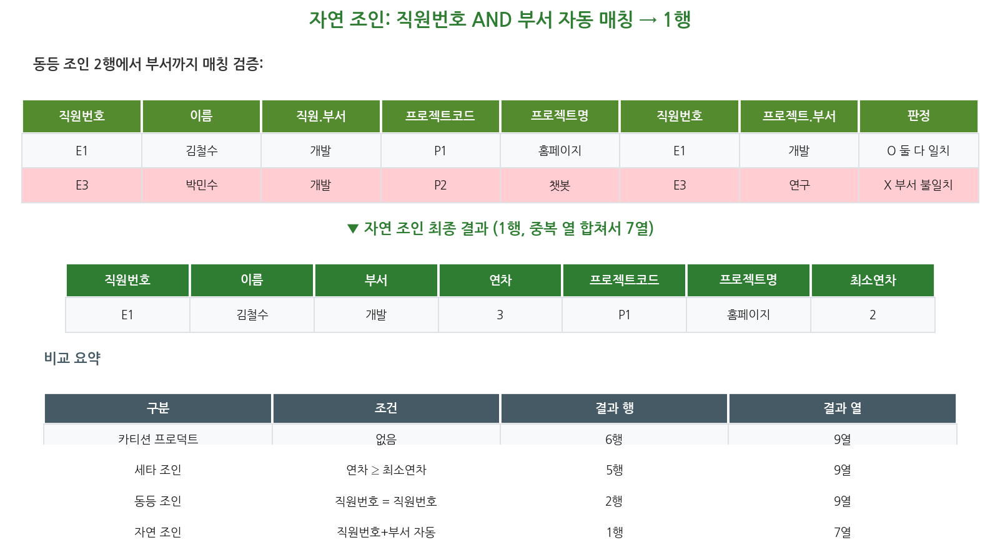 자연 조인: 직원번호 AND 부서 자동 매칭 → 1행
동등 조인 2행에서 부서까지 매칭 검증:
직원번호 이름 직원.부서 프로젝트코드 프로젝트명 직원번호 프로젝트.부서 판정
E1 김철수 개발 P1 홈페이지 E1 개발 O 둘 다 일치
E3 박민수 개발 P2 챗봇 E3 연구 X 부서 불일치
▼ 자연 조인 최종 결과 (1행, 중복 열 합쳐서 7열)
직원번호 이름 부서 연차 프로젝트코드 프로젝트명 최소연차
E1 김철수 개발 3 P1 홈페이지 2
비교 요약
구분 조건 결과 행 결과 열
카티션 프로덕트 없음 6행 9열
세타 조인 연차 ≥ 최소연차 5행 9열
동등 조인 직원번호 = 직원번호 2행 9열
자연 조인 직원번호+부서 자동 1행 7열